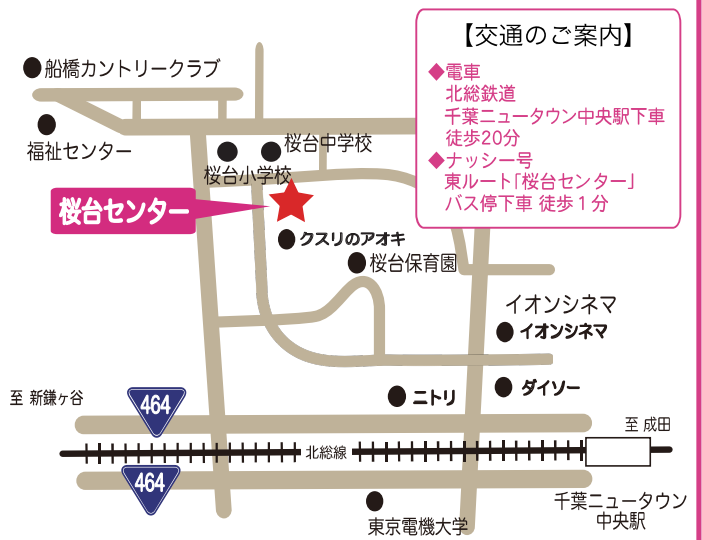 【交通のご案内】
◆電車
北総鉄道
千葉ニュータウン中央駅下車
徒歩20分
◆ナッシー号
東ルート「桜台センター」
バス停下車 徒歩1分
船橋カントリークラブ
福祉センター
桜台中学校
桜台小学校
桜台センター
クスリのアオキ
桜台保育園
イオンシネマ
イオンシネマ
ダイソー
ニトリ
至 新鎌ヶ谷
464
至 成田
北総線
464
千葉ニュータウン
中央駅
東京電機大学